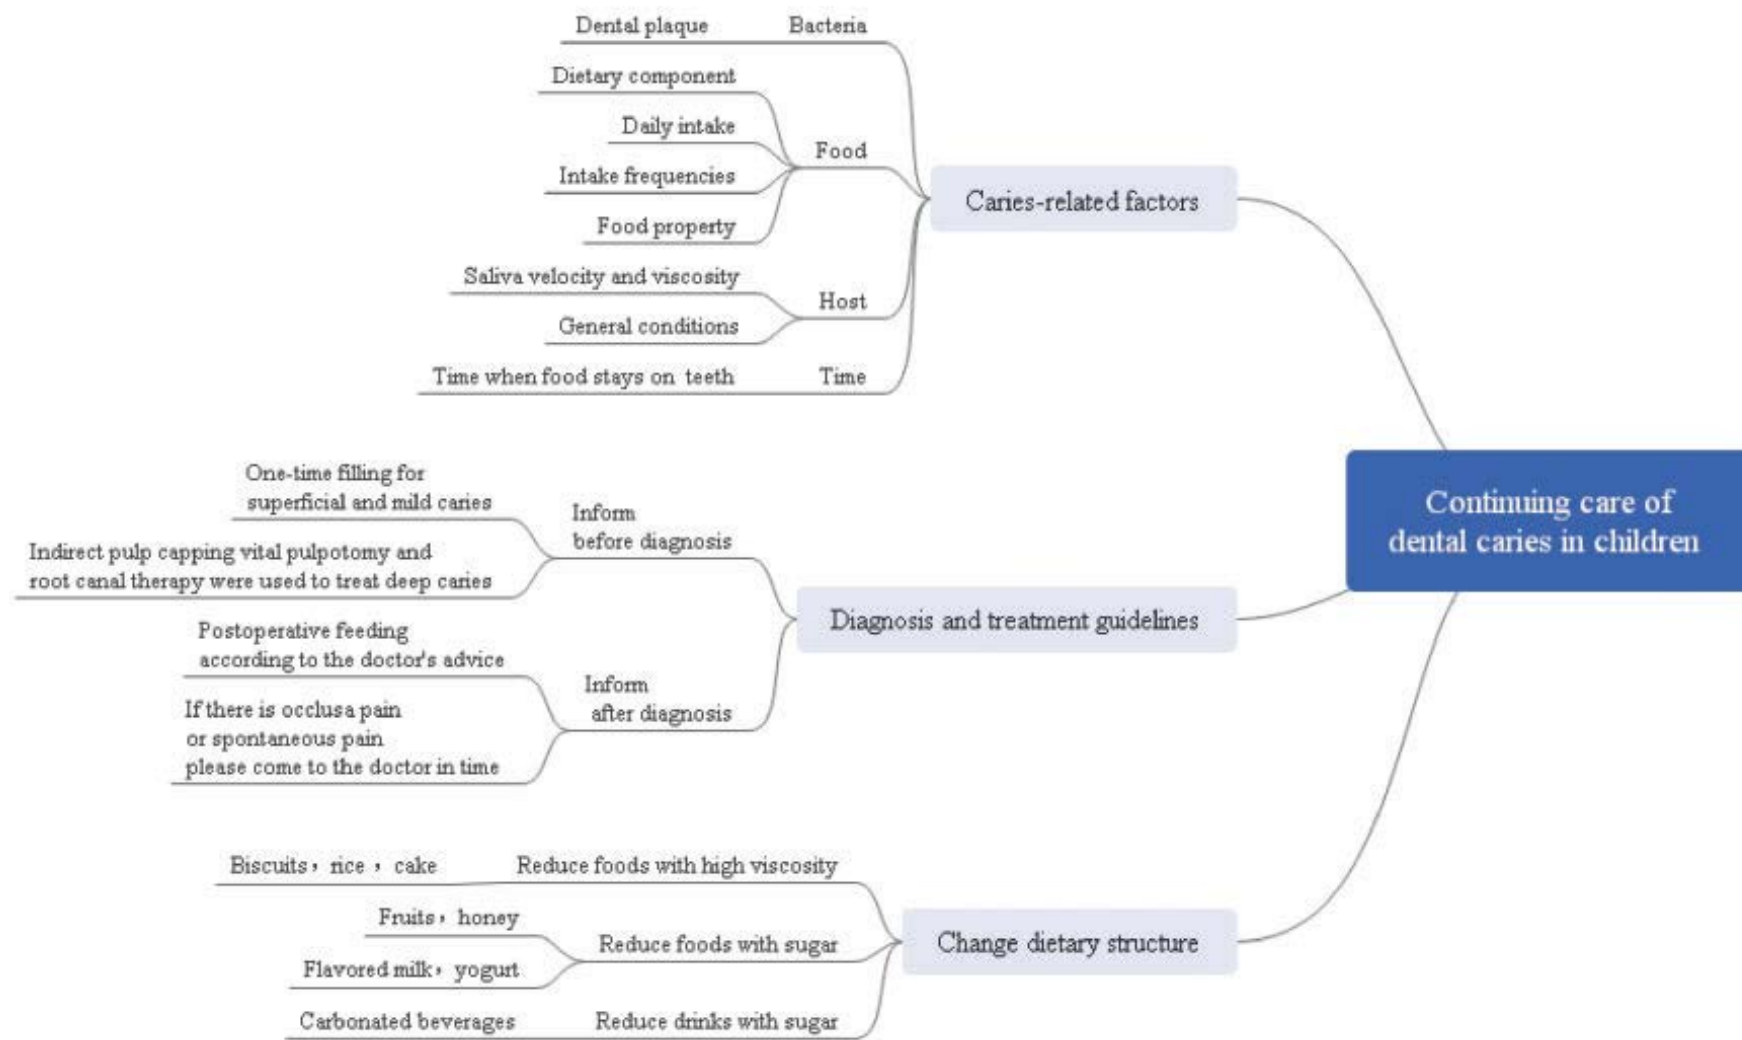 Dental plaque
Bacteria
Dietary component
Daily intake
Food
Intake frequencies
Food property
Caries-related factors
Saliva velocity and viscosity
Host
General conditions
Time when food stays on teeth
Time
One-time filling for
superficial and mild caries
Inform
before diagnosis
Indirect pulp capping vital pulpotomy and
root canal therapy were used to treat deep caries
Continuing care of
dental caries in children
Diagnosis and treatment guidelines
Postoperative feeding
according to the doctor's advice
Inform
after diagnosis
If there is occlusa pain
or spontaneous pain
please come to the doctor in time
Biscuits，rice，cake
Reduce foods with high viscosity
Fruits，honey
Reduce foods with sugar
Flavored milk，yogurt
Change dietary structure
Carbonated beverages
Reduce drinks with sugar